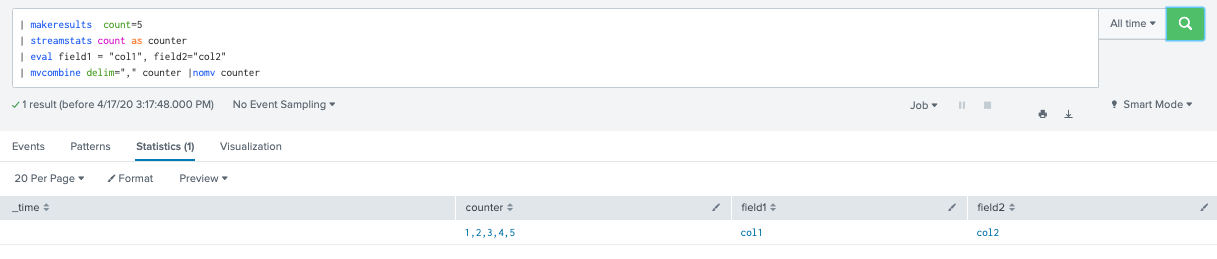 | makeresults  count=5
| streamstats count as counter
| eval field1 = "col1", field2="col2"
| mvcombine delim="," counter |nomv counter
All time
1 result (before 4/17/20 3:17:48.000 PM) No Event Sampling Job Smart Mode
Events Patterns Statistics (1) Visualization
20 Per Page Format Preview
_time counter field1 field2
1,2,3,4,5 col1 col2